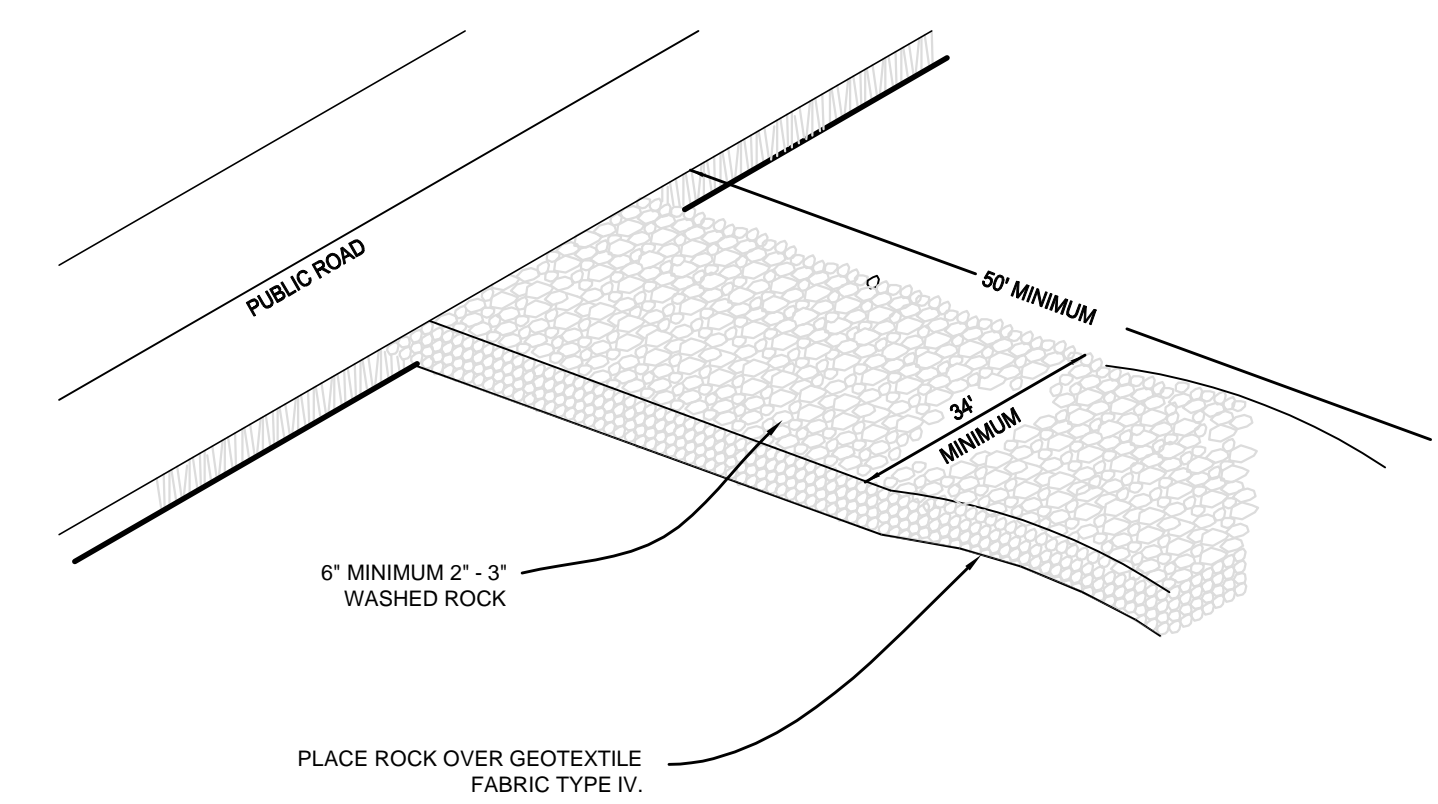 PUBLIC ROAD
50' MINIMUM
34'
MINIMUM
6" MINIMUM 2" - 3"
WASHED ROCK
PLACE ROCK OVER GEOTEXTILE
FABRIC TYPE IV.